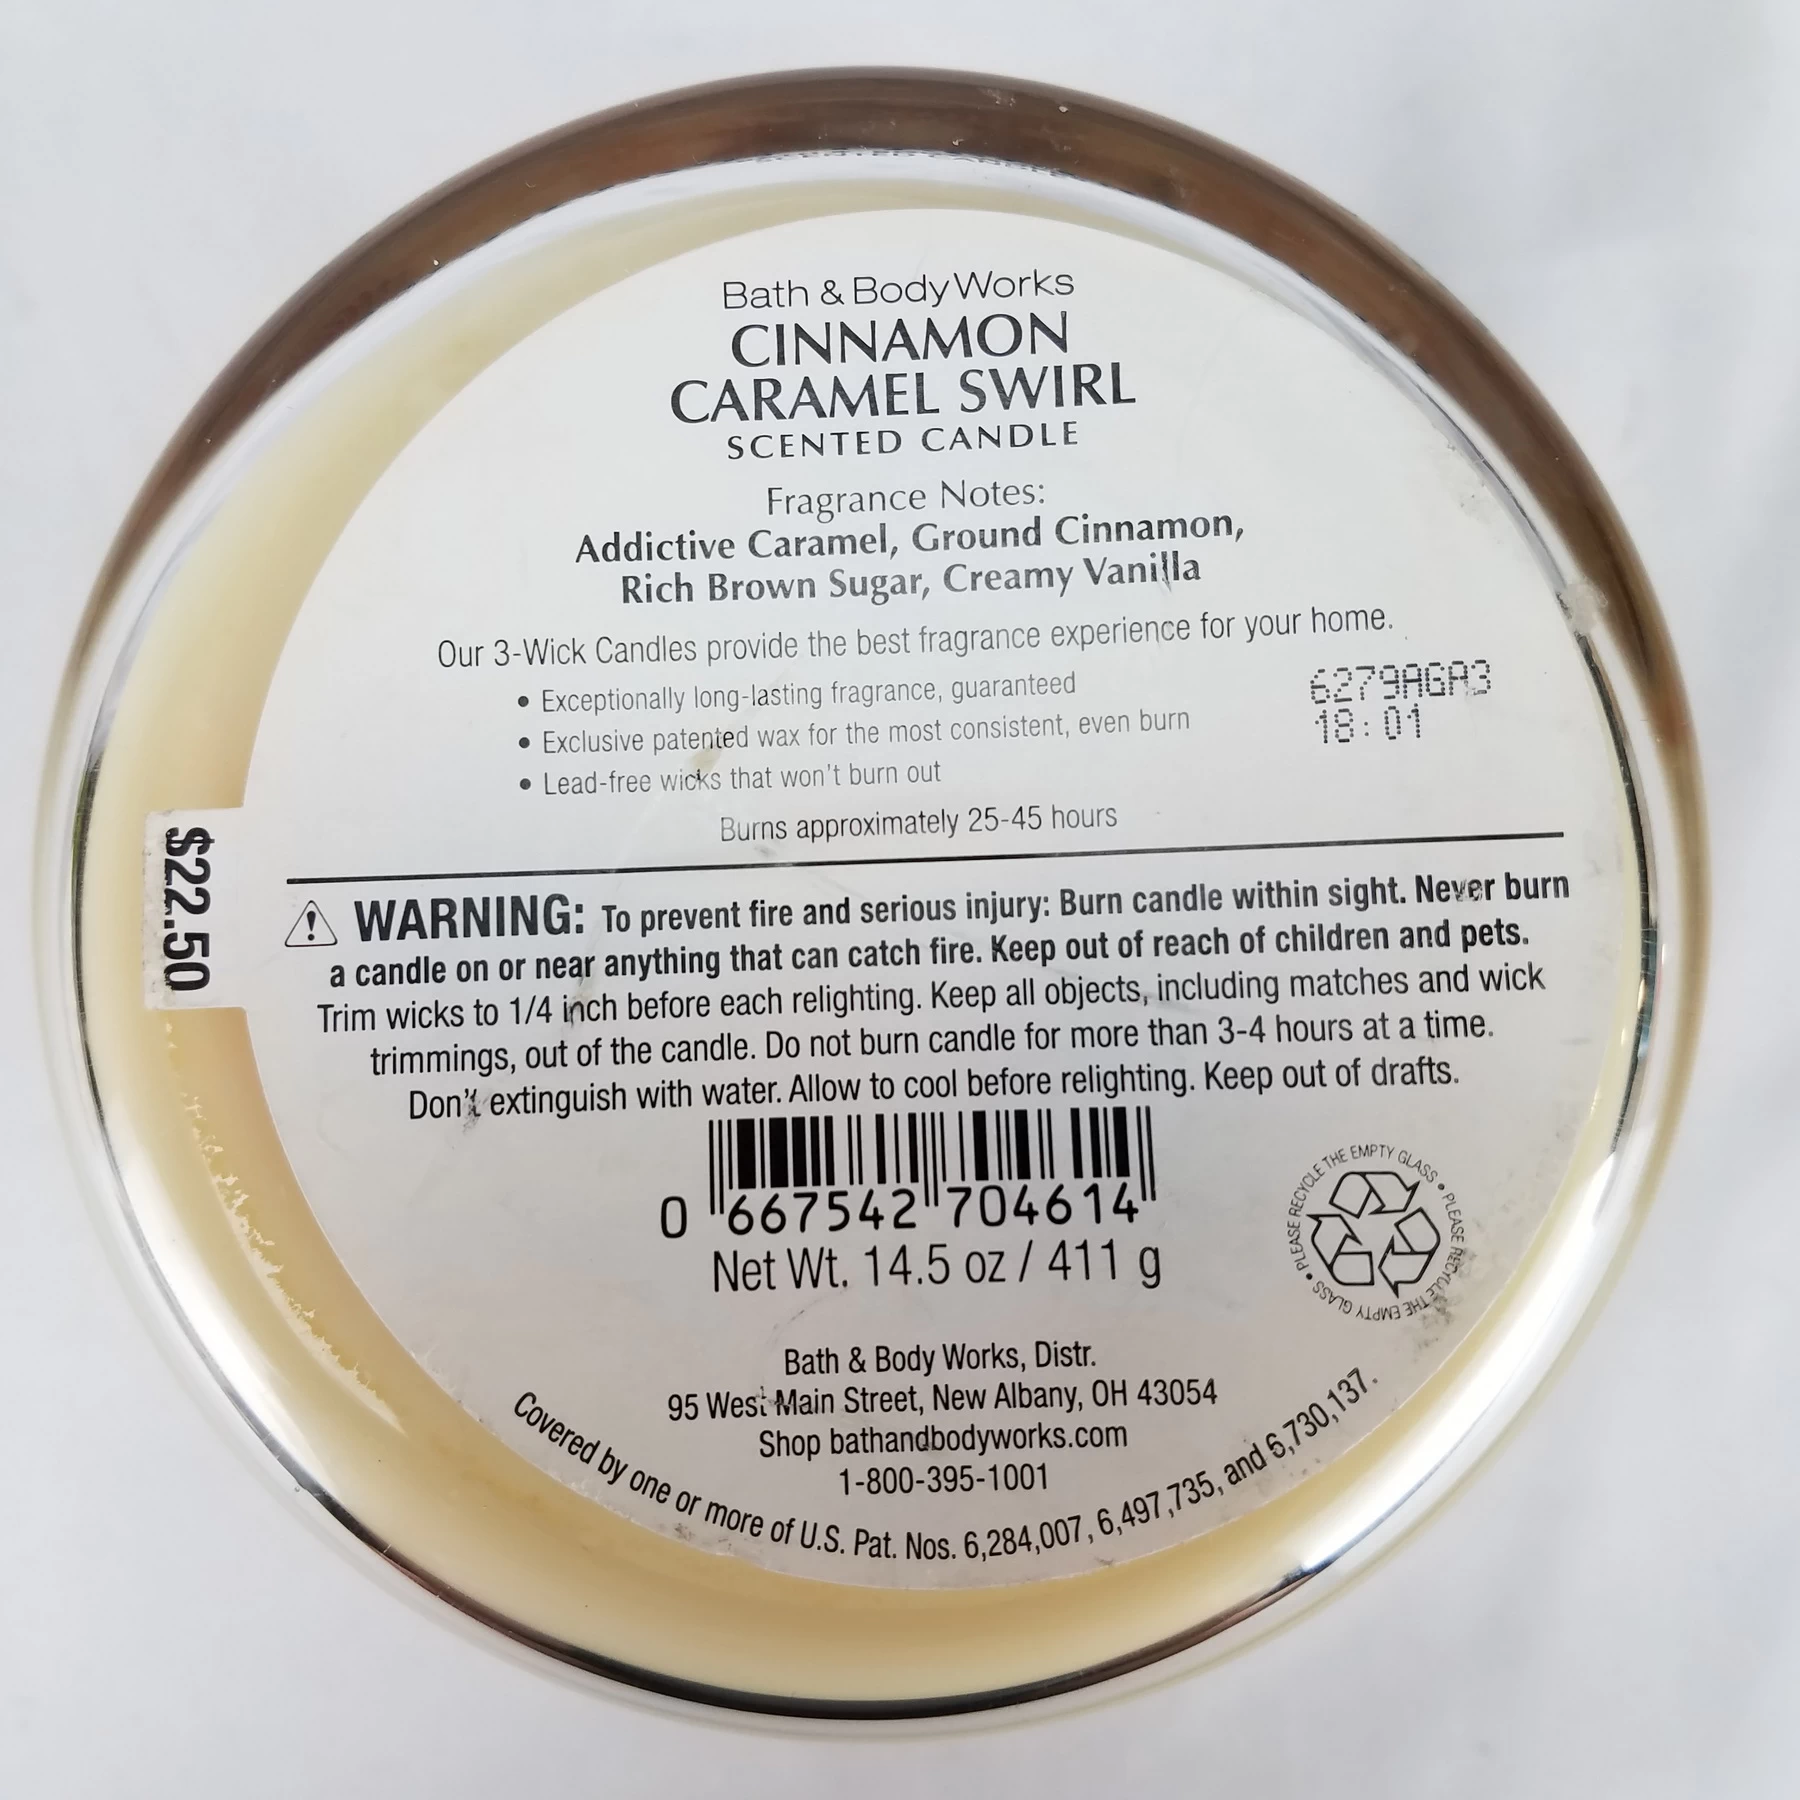 Bath & Body Works
CINNAMON
CARAMEL SWIRL
SCENTED CANDLE
Fragrance Notes:
Addictive Caramel, Ground Cinnamon,
Rich Brown Sugar, Creamy Vanilla
Our 3-Wick Candles provide the best fragrance experience for your home.
• Exceptionally long-lasting fragrance, guaranteed
• Exclusive patented wax for the most consistent, even burn
• Lead-free wicks that won't burn out
6279AGA3
18:01
Burns approximately 25-45 hours
$22.50
WARNING: To prevent fire and serious injury: Burn candle within sight. Never burn
a candle on or near anything that can catch fire. Keep out of reach of children and pets.
Trim wicks to 1/4 inch before each relighting. Keep all objects, including matches and wick
trimmings, out of the candle. Do not burn candle for more than 3-4 hours at a time.
Don't extinguish with water. Allow to cool before relighting. Keep out of drafts.
0 667542 704614
Net Wt. 14.5 oz / 411 g
PLEASE RECYCLE THE EMPTY GLASS • PLEASE RECYCLE THE EMPTY GLASS •
Bath & Body Works, Distr.
95 West Main Street, New Albany, OH 43054
Shop bathandbodyworks.com
1-800-395-1001
Covered by one or more of U.S. Pat. Nos. 6,284,007, 6,497,735, and 6,730,137.